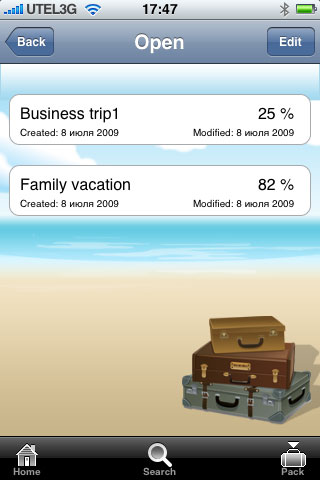 UTEL3G 17:47
Back Open Edit
Business trip1 25 %
Created: 8 июля 2009 Modified: 8 июля 2009
Family vacation 82 %
Created: 8 июля 2009 Modified: 8 июля 2009
Home Search Pack